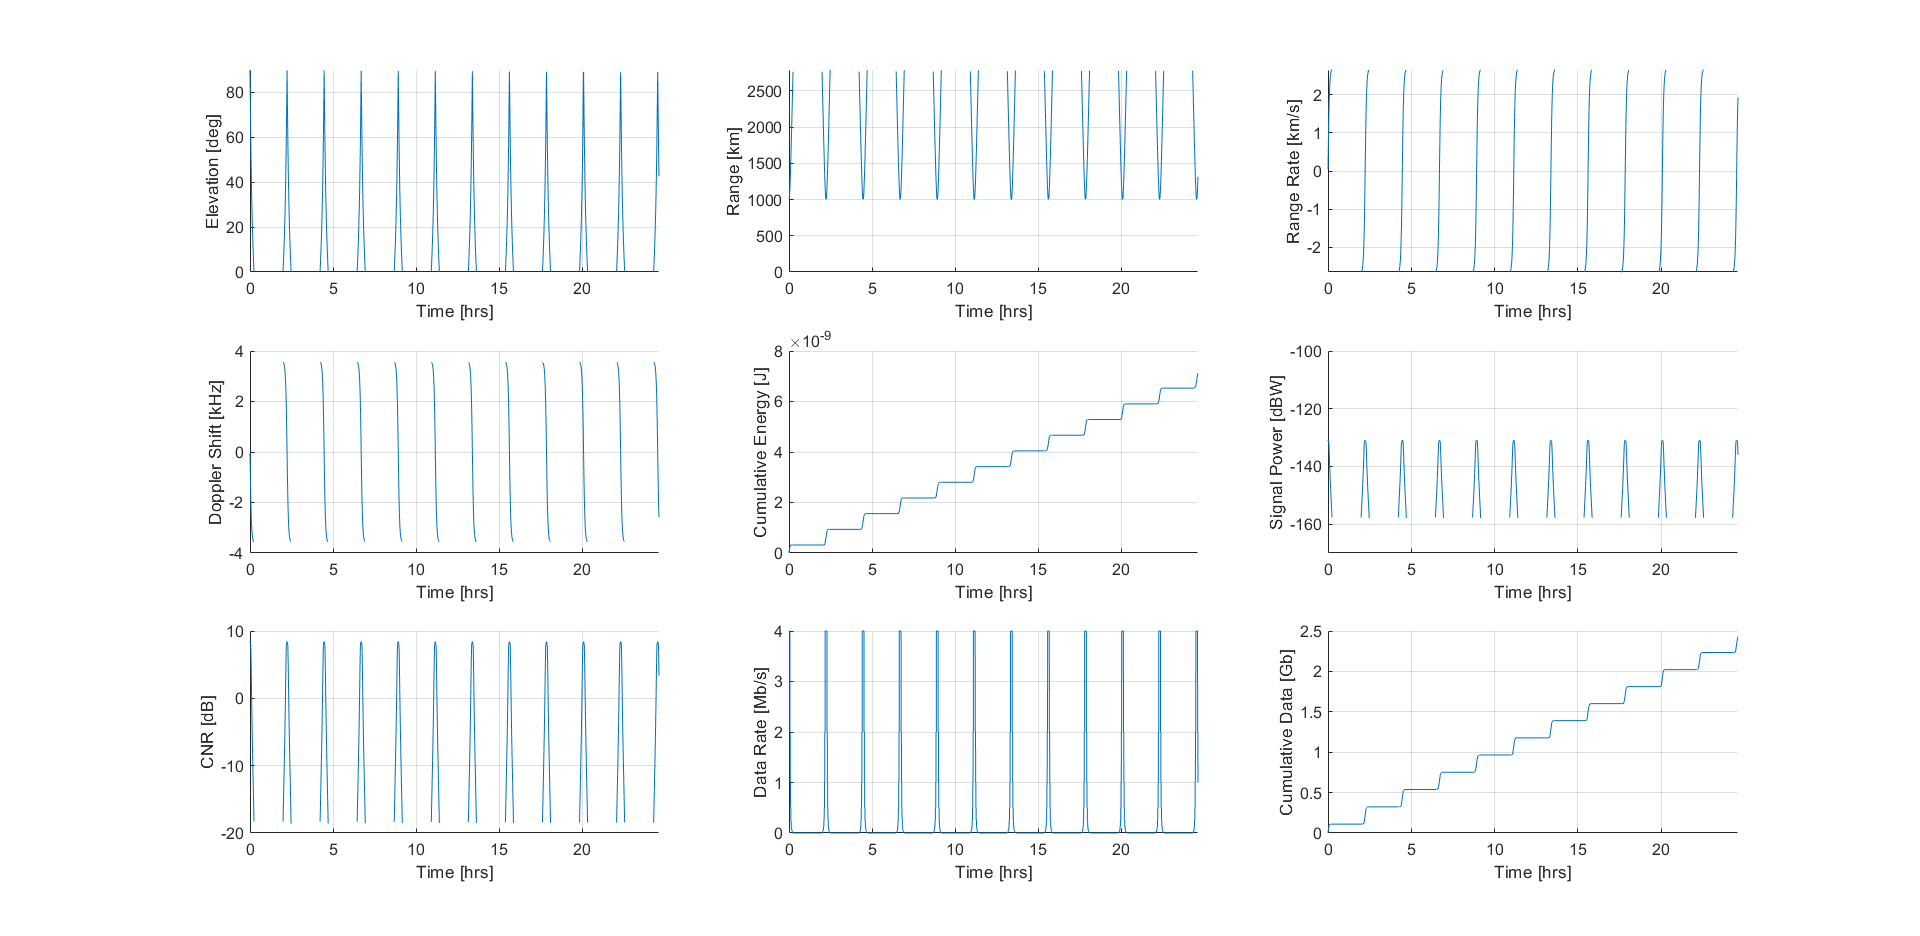 Elevation [deg]
80
60
40
20
0
0 5 10 15 20
Time [hrs]
Range [km]
2500
2000
1500
1000
500
0
0 5 10 15 20
Time [hrs]
Range Rate [km/s]
2
1
0
-1
-2
0 5 10 15 20
Time [hrs]
Doppler Shift [kHz]
4
2
0
-2
-4
0 5 10 15 20
Time [hrs]
×10-9
Cumulative Energy [J]
8
6
4
2
0
0 5 10 15 20
Time [hrs]
Signal Power [dBW]
-100
-120
-140
-160
0 5 10 15 20
Time [hrs]
CNR [dB]
10
0
-10
-20
0 5 10 15 20
Time [hrs]
Data Rate [Mb/s]
4
3
2
1
0
0 5 10 15 20
Time [hrs]
Cumulative Data [Gb]
2.5
2
1.5
1
0.5
0
0 5 10 15 20
Time [hrs]